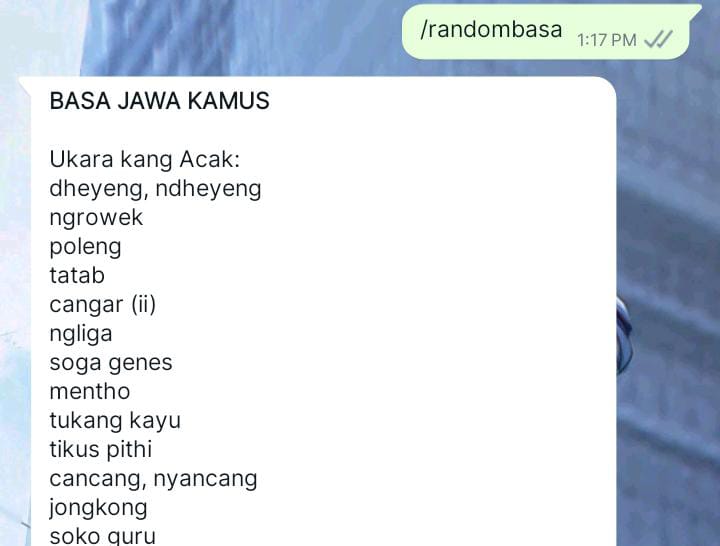 /randombasa 1:17 PM
BASA JAWA KAMUS
Ukara kang Acak:
dheyeng, ndheyeng
ngrowek
poleng
tatab
cangar (ii)
ngliga
soga genes
mentho
tukang kayu
tikus pithi
cancang, nyancang
jongkong
soko guru